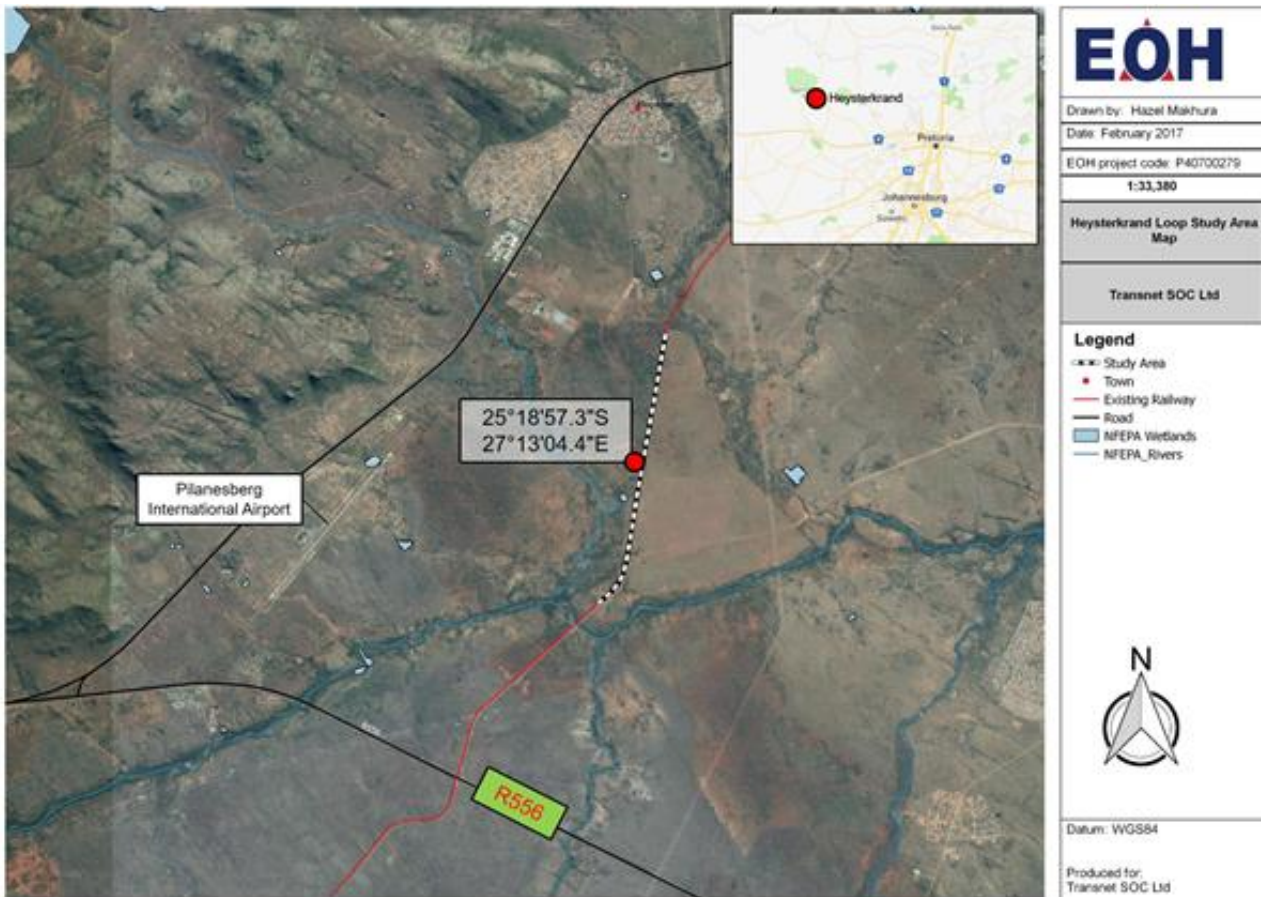 Heysterkrand
Pretoria
Johannesburg
25°18'57.3"S
27°13'04.4"E
Pilanesberg
International Airport
R556
EOH
Drawn by: Hazel Makhura
Date: February 2017
EOH project code: P40700279
1:33,380
Heysterkrand Loop Study Area
Map
Transnet SOC Ltd
Legend
Study Area
Town
Existing Railway
Road
NFEPA Wetlands
NFEPA_Rivers
N
Datum: WGS84
Produced for:
Transnet SOC Ltd